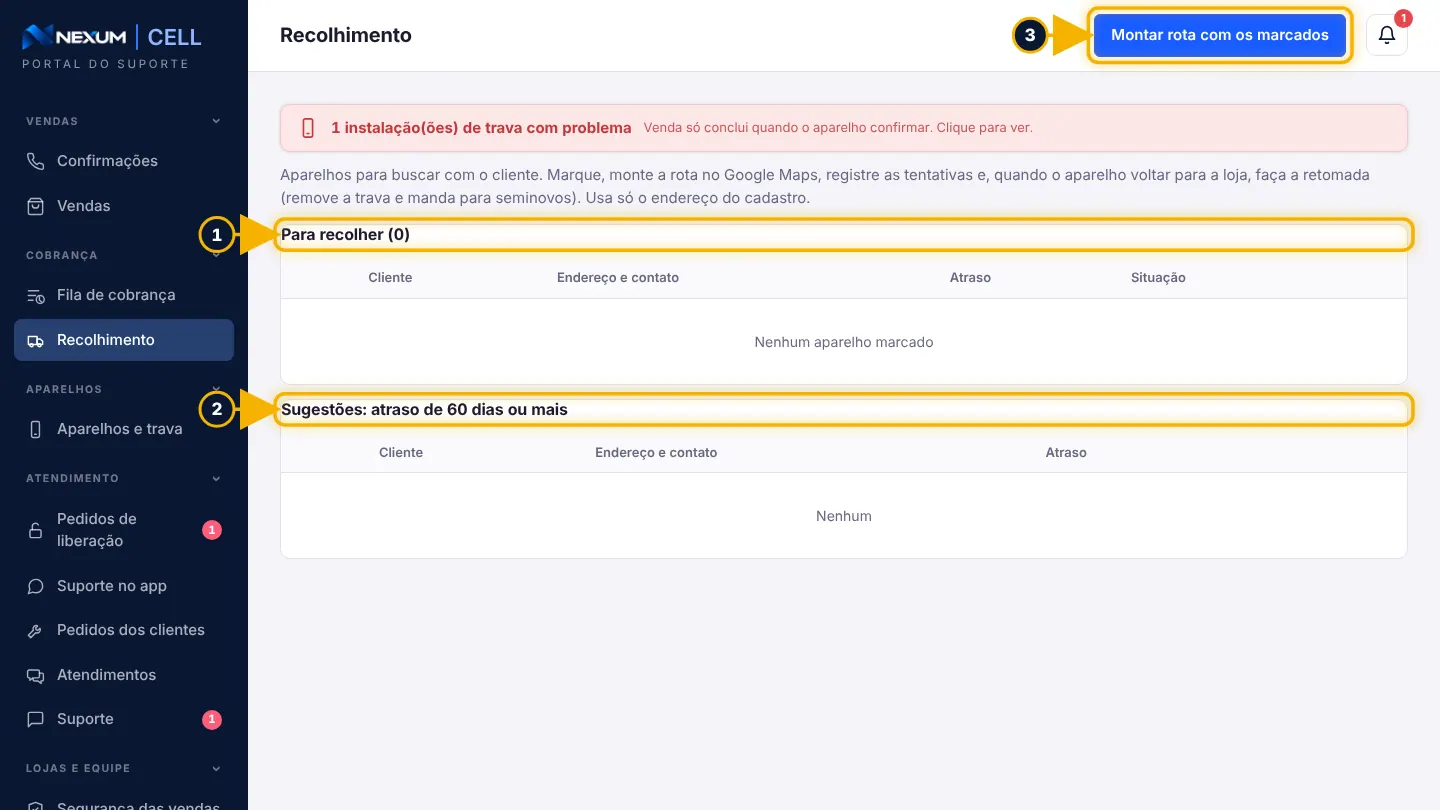 NEXUM | CELL
PORTAL DO SUPORTE
VENDAS
Confirmações
Vendas
COBRANÇA
Fila de cobrança
Recolhimento
APARELHOS
Aparelhos e trava
ATENDIMENTO
Pedidos de
liberação
1
Suporte no app
Pedidos dos clientes
Atendimentos
Suporte
1
LOJAS E EQUIPE
Segurança das vendas
Recolhimento
3
Montar rota com os marcados
1
1 instalação(ões) de trava com problema Venda só conclui quando o aparelho confirmar. Clique para ver.
Aparelhos para buscar com o cliente. Marque, monte a rota no Google Maps, registre as tentativas e, quando o aparelho voltar para a loja, faça a retomada
(remove a trava e manda para seminovos). Usa só o endereço do cadastro.
1
Para recolher (0)
Cliente Endereço e contato Atraso Situação
Nenhum aparelho marcado
2
Sugestões: atraso de 60 dias ou mais
Cliente Endereço e contato Atraso
Nenhum